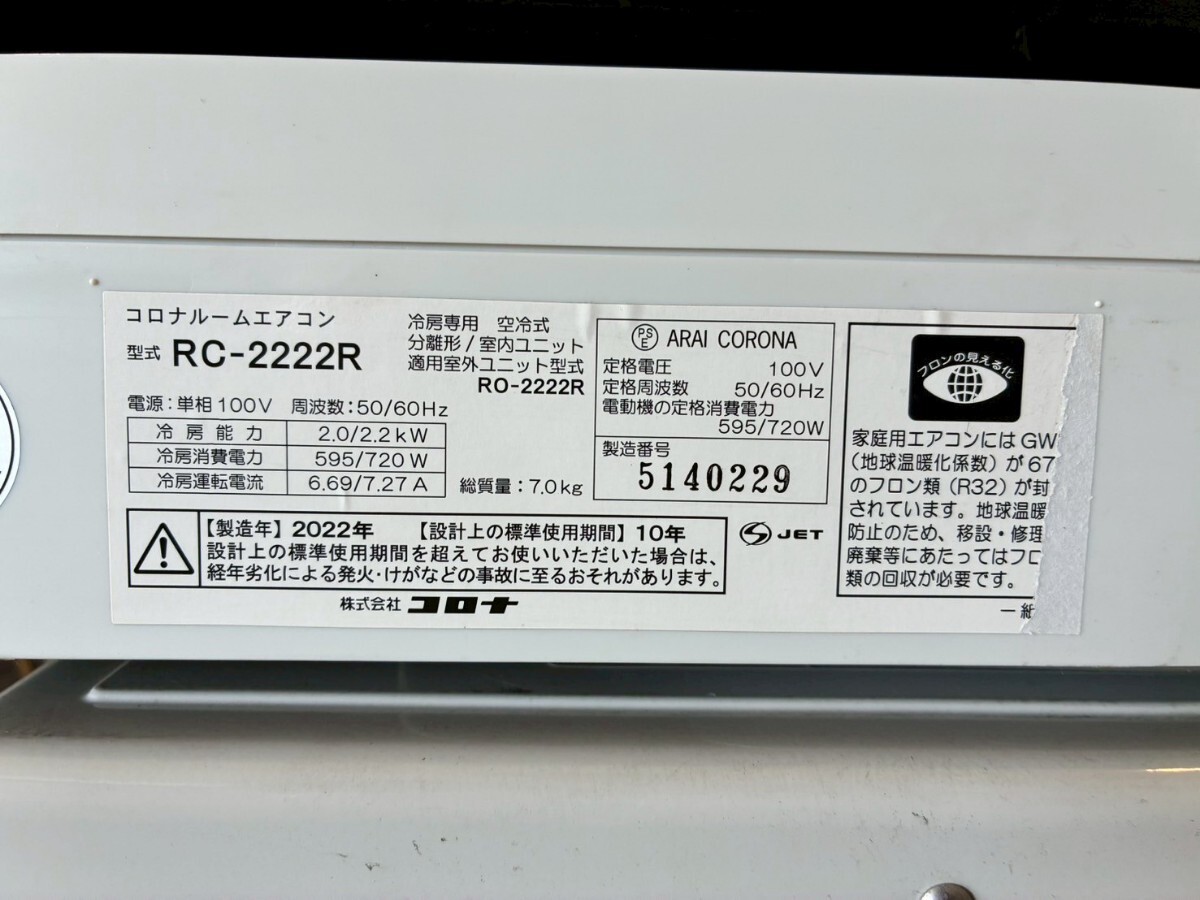 コロナルームエアコン
型式 RC-2222R
冷房専用 空冷式
分離形/室内ユニット
適用室外ユニット型式
RO-2222R
電源:単相100V 周波数:50/60Hz
冷房能力 2.0/2.2kW
冷房消費電力 595/720W
冷房運転電流 6.69/7.27A
総質量:7.0kg
PSE ARAI CORONA
定格電圧 100V
定格周波数 50/60Hz
電動機の定格消費電力
595/720W
製造番号
5140229
【製造年】2022年 【設計上の標準使用期間】10年
設計上の標準使用期間を超えてお使いいただいた場合は、
経年劣化による発火・けがなどの事故に至るおそれがあります。
JET
株式会社 コロナ
フロンの見える化
家庭用エアコンにはGW
(地球温暖化係数)が67
のフロン類(R32)が封
されています。地球温暖
防止のため、移設・修理
廃棄等にあたってはフロ
類の回収が必要です。
一紙